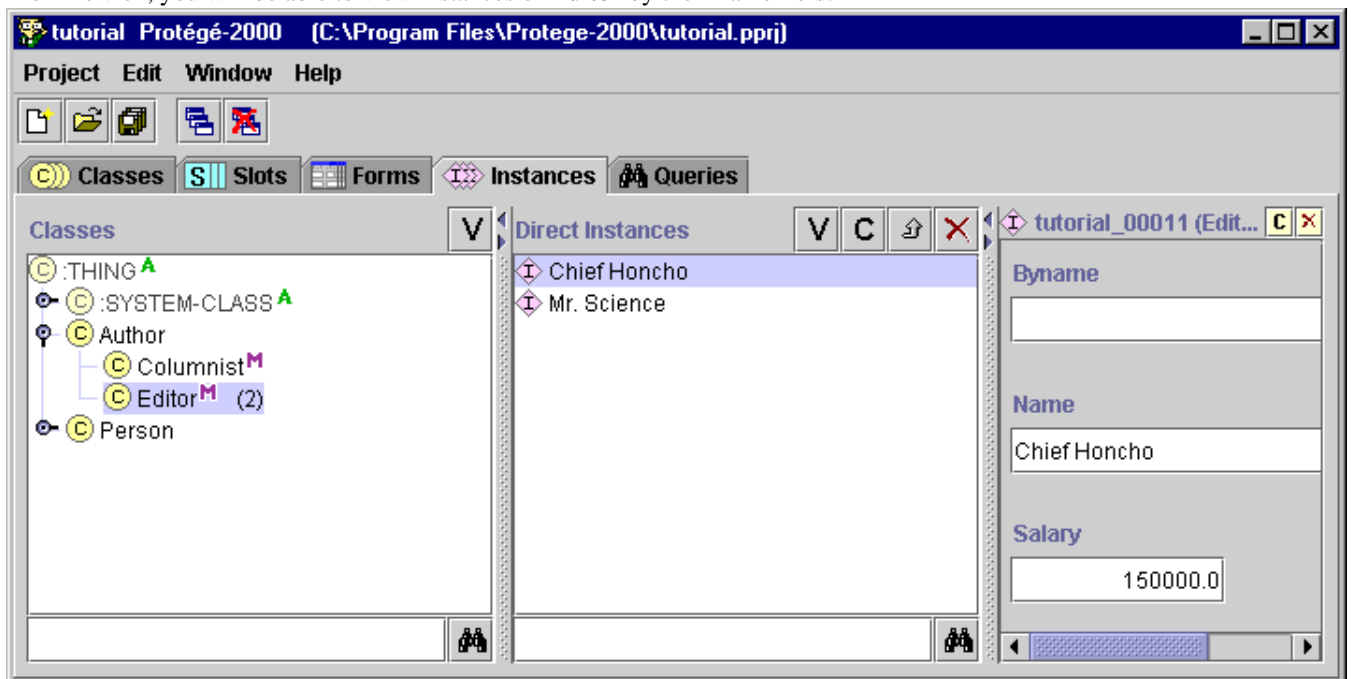 tutorial Protégé-2000 (C:\Program Files\Protege-2000\tutorial.pprj)
Project Edit Window Help
C Classes S Slots Forms I Instances Queries
Classes V
C :THING A
C :SYSTEM-CLASS A
C Author
C Columnist M
C Editor M (2)
C Person
Direct Instances V C
I Chief Honcho
I Mr. Science
I tutorial_00011 (Edit... C
Byname
Name
Chief Honcho
Salary
150000.0